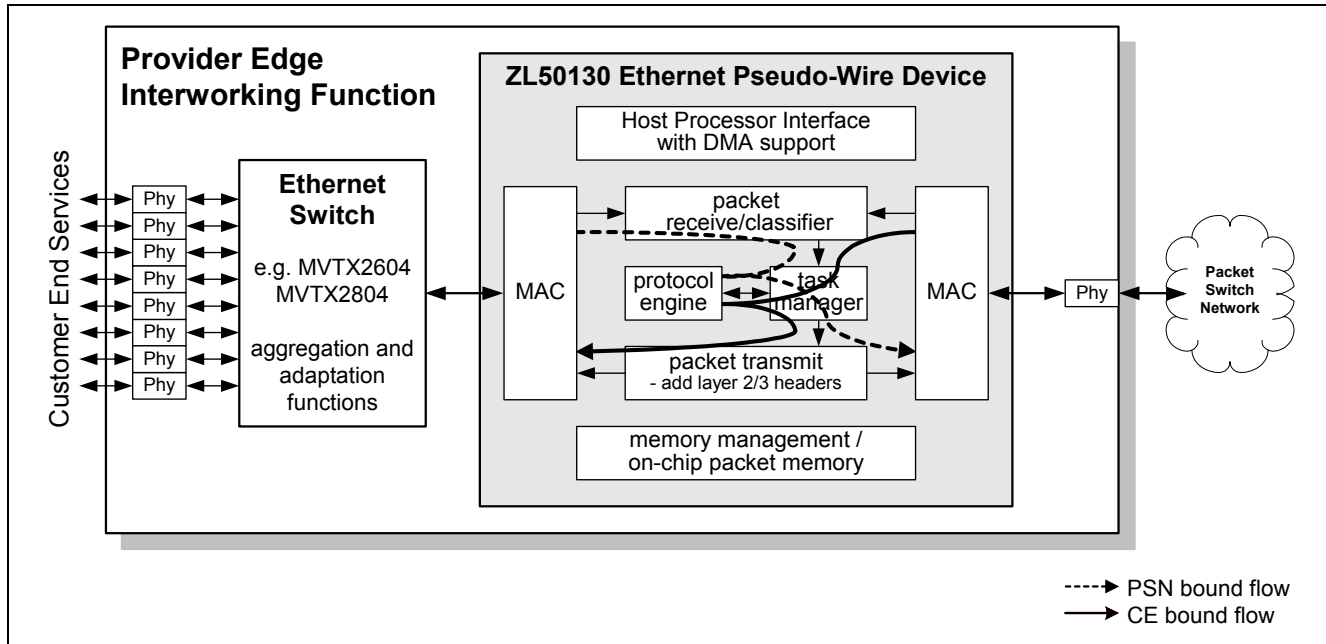 Provider Edge
Interworking Function
ZL50130 Ethernet Pseudo-Wire Device
Host Processor Interface
with DMA support
Customer End Services
Phy
Phy
Phy
Phy
Phy
Phy
Phy
Phy
Ethernet
Switch
e.g. MVTX2604
MVTX2804
aggregation and
adaptation
functions
MAC
packet
receive/classifier
protocol
engine
task
manager
packet transmit
- add layer 2/3 headers
memory management /
on-chip packet memory
MAC
Phy
Packet
Switch
Network
PSN bound flow
CE bound flow